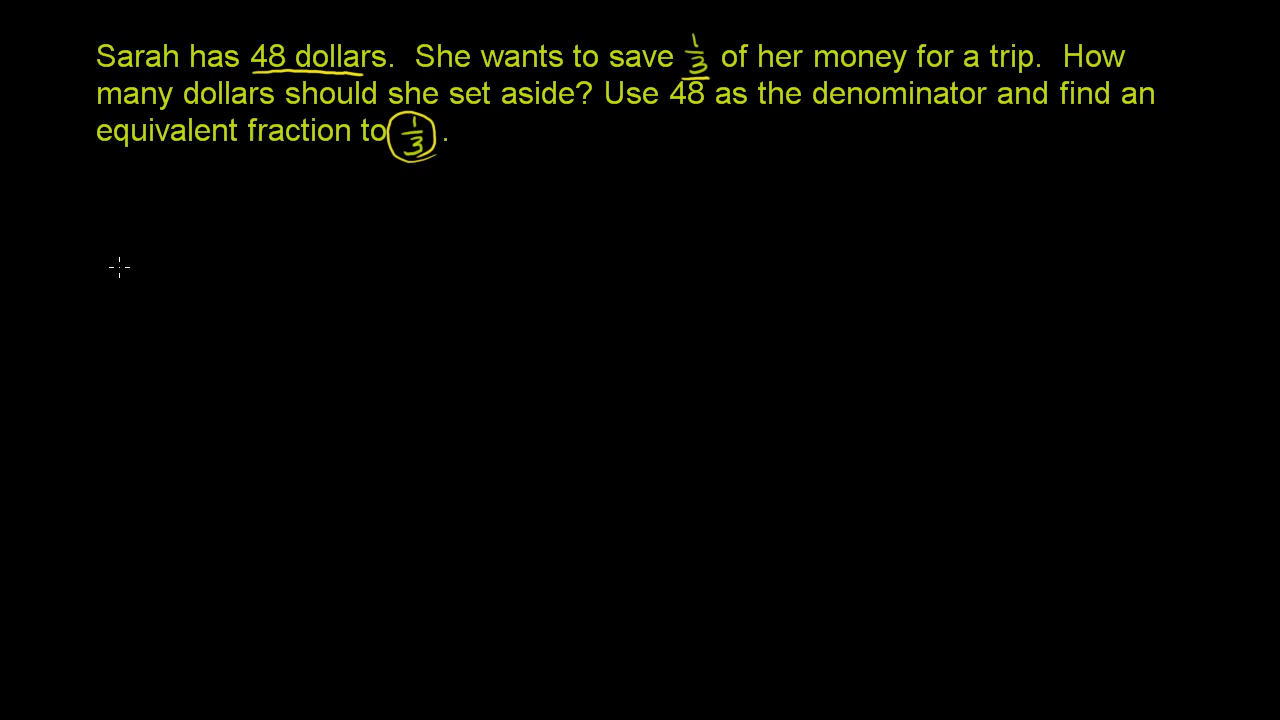 Sarah has 48 dollars. She wants to save 1/3 of her money for a trip. How
many dollars should she set aside? Use 48 as the denominator and find an
equivalent fraction to 1/3 .